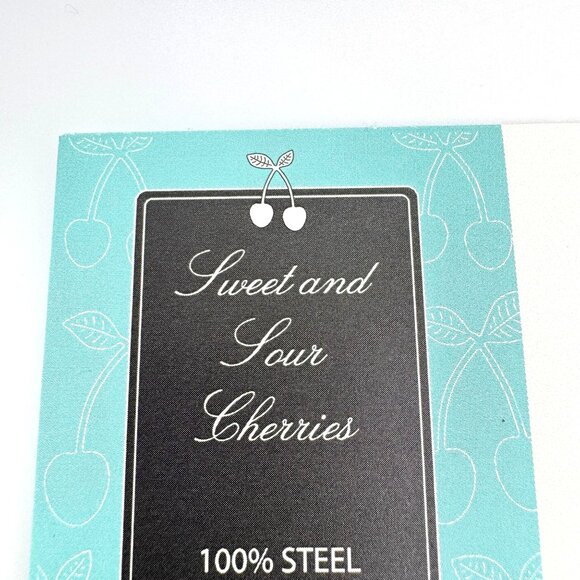 Sweet and
Sour
Cherries
100% STEEL